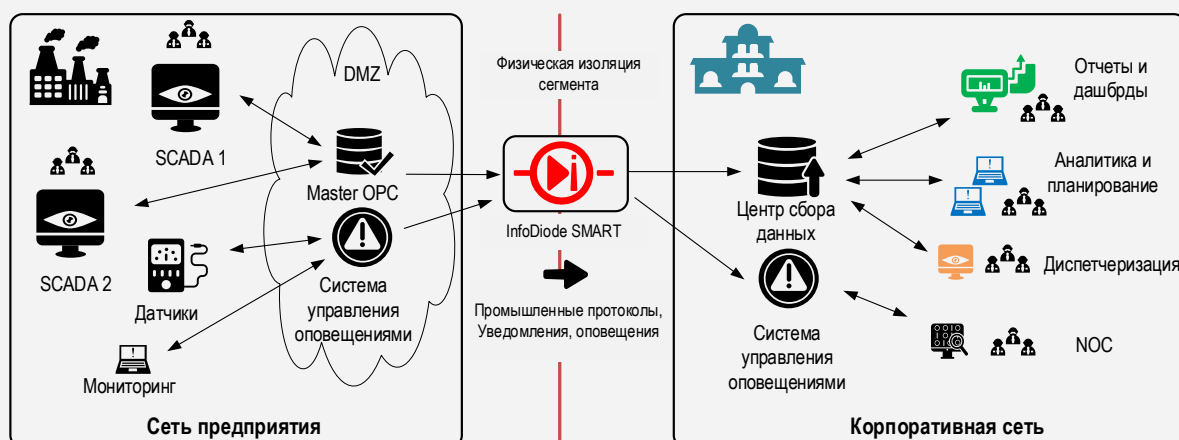 SCADA 1
SCADA 2
Датчики
Мониторинг
DMZ
Master OPC
Система
управления
оповещениями
Сеть предприятия
Физическая изоляция
сегмента
InfoDiode SMART
Промышленные протоколы,
Уведомления, оповещения
Центр сбора
данных
Система
управления
оповещениями
Отчеты и
дашбрды
Аналитика и
планирование
Диспетчеризация
NOC
Корпоративная сеть